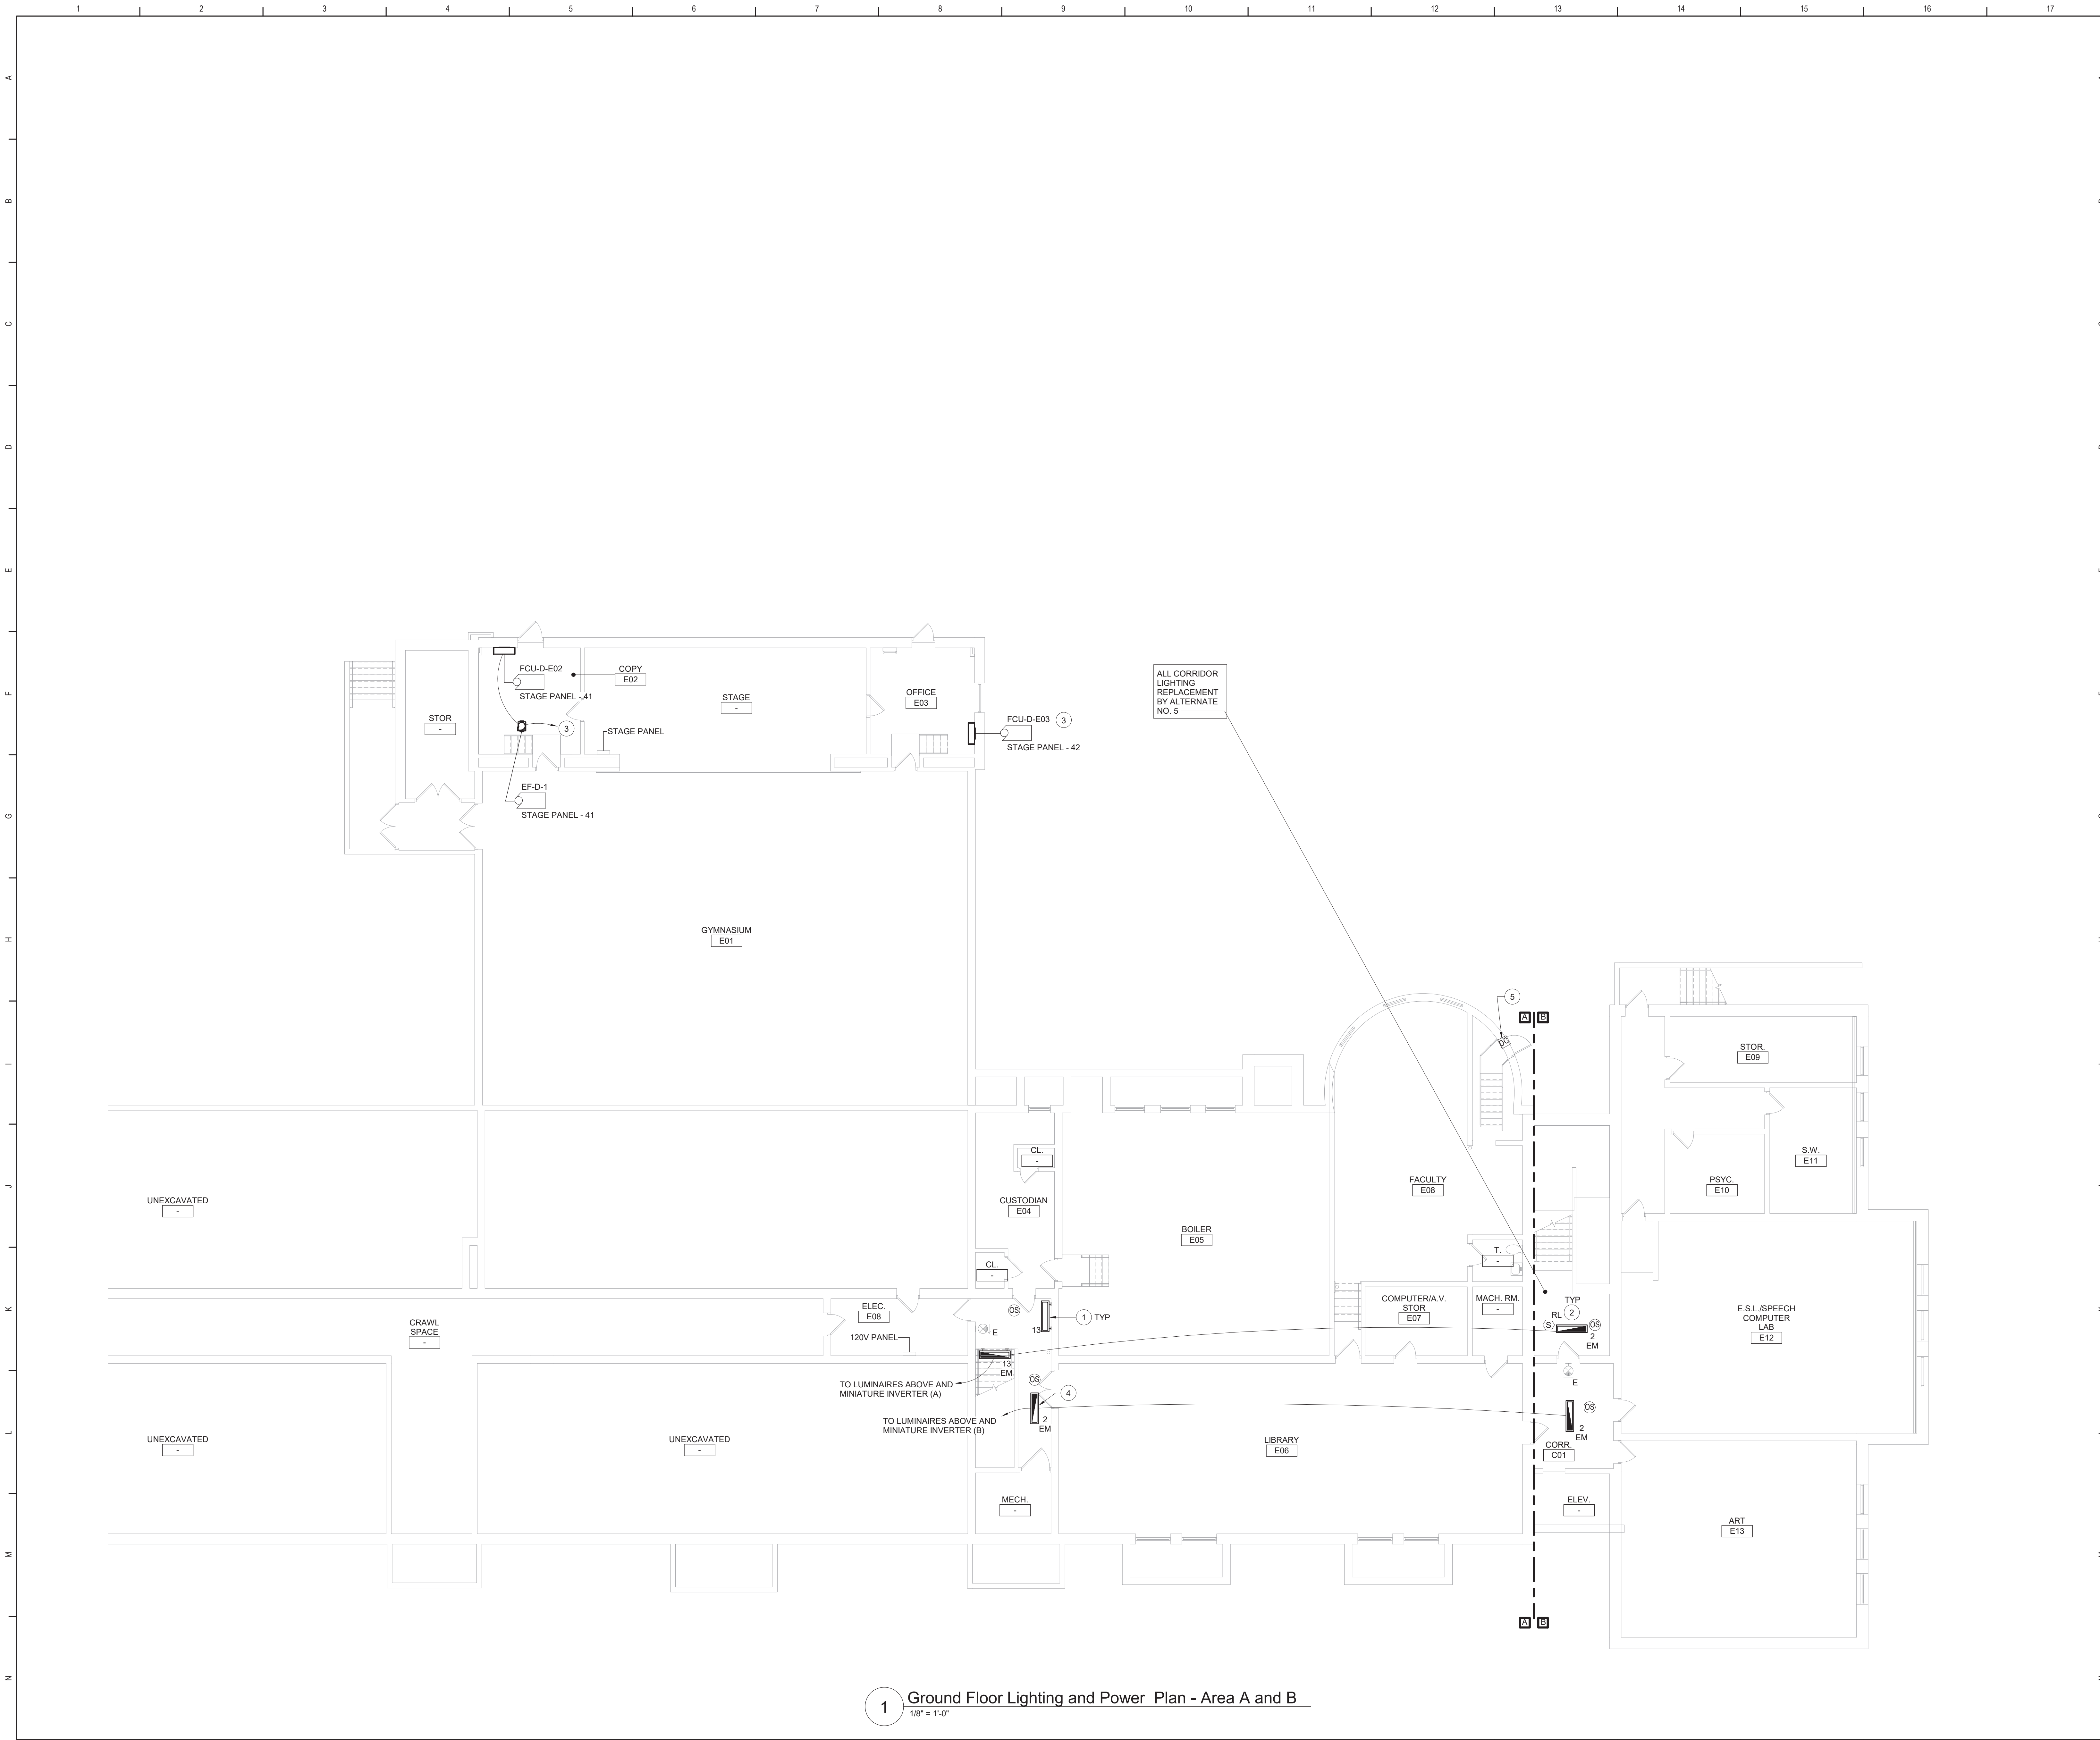 1 2 3 4 5 6 7 8 9 10 11 12 13 14 15 16 17
A
B
C
D
E
F
G
H
I
J
K
L
M
N
FCU-D-E02
STAGE PANEL - 41
COPY
E02
STAGE
-
OFFICE
E03
STOR
-
3
STAGE PANEL
FCU-D-E03
3
STAGE PANEL - 42
EF-D-1
STAGE PANEL - 41
ALL CORRIDOR
LIGHTING
REPLACEMENT
BY ALTERNATE
NO. 5
GYMNASIUM
E01
5
DC
A B
STOR.
E09
S.W.
E11
PSYC.
E10
CL.
-
CUSTODIAN
E04
FACULTY
E08
UNEXCAVATED
-
BOILER
E05
CL.
-
T.
-
ELEC.
E08
120V PANEL
CRAWL
SPACE
-
OS
E
13
1 TYP
COMPUTER/A.V.
STOR
E07
MACH. RM.
-
TYP
2
RL
S
OS
2
EM
E.S.L./SPEECH
COMPUTER
LAB
E12
13
EM
OS
TO LUMINAIRES ABOVE AND
MINIATURE INVERTER (A)
4
2
EM
TO LUMINAIRES ABOVE AND
MINIATURE INVERTER (B)
E
OS
2
EM
UNEXCAVATED
-
UNEXCAVATED
-
LIBRARY
E06
CORR.
C01
MECH.
-
ELEV.
-
ART
E13
A B
1
Ground Floor Lighting and Power Plan - Area A and B
1/8" = 1'-0"